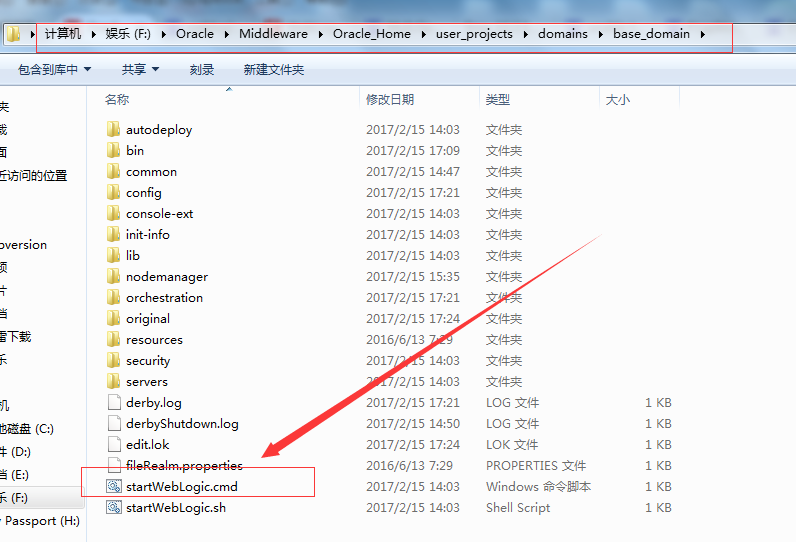 计算机 娱乐 (F:) Oracle Middleware Oracle_Home user_projects domains base_domain
包含到库中 共享 刻录 新建文件夹
名称 修改日期 类型 大小
autodeploy 2017/2/15 14:03 文件夹
bin 2017/2/15 17:09 文件夹
common 2017/2/15 14:47 文件夹
config 2017/2/15 17:21 文件夹
console-ext 2017/2/15 14:03 文件夹
init-info 2017/2/15 14:03 文件夹
lib 2017/2/15 14:03 文件夹
nodemanager 2017/2/15 15:35 文件夹
orchestration 2017/2/15 17:21 文件夹
original 2017/2/15 17:24 文件夹
resources 2016/6/13 7:29 文件夹
security 2017/2/15 14:03 文件夹
servers 2017/2/15 14:03 文件夹
derby.log 2017/2/15 17:21 LOG 文件 1 KB
derbyShutdown.log 2017/2/15 14:50 LOG 文件 1 KB
edit.lok 2017/2/15 17:24 LOK 文件 1 KB
fileRealm.properties 2016/6/13 7:29 PROPERTIES 文件 1 KB
startWebLogic.cmd 2017/2/15 14:03 Windows 命令脚本 1 KB
startWebLogic.sh 2017/2/15 14:03 Shell Script 1 KB
夹
面
近访问的位置
oversion
频
片
档
雷下载
乐
机
地磁盘 (C:)
件 (D:)
档 (E:)
乐 (F:)
Passport (H:)